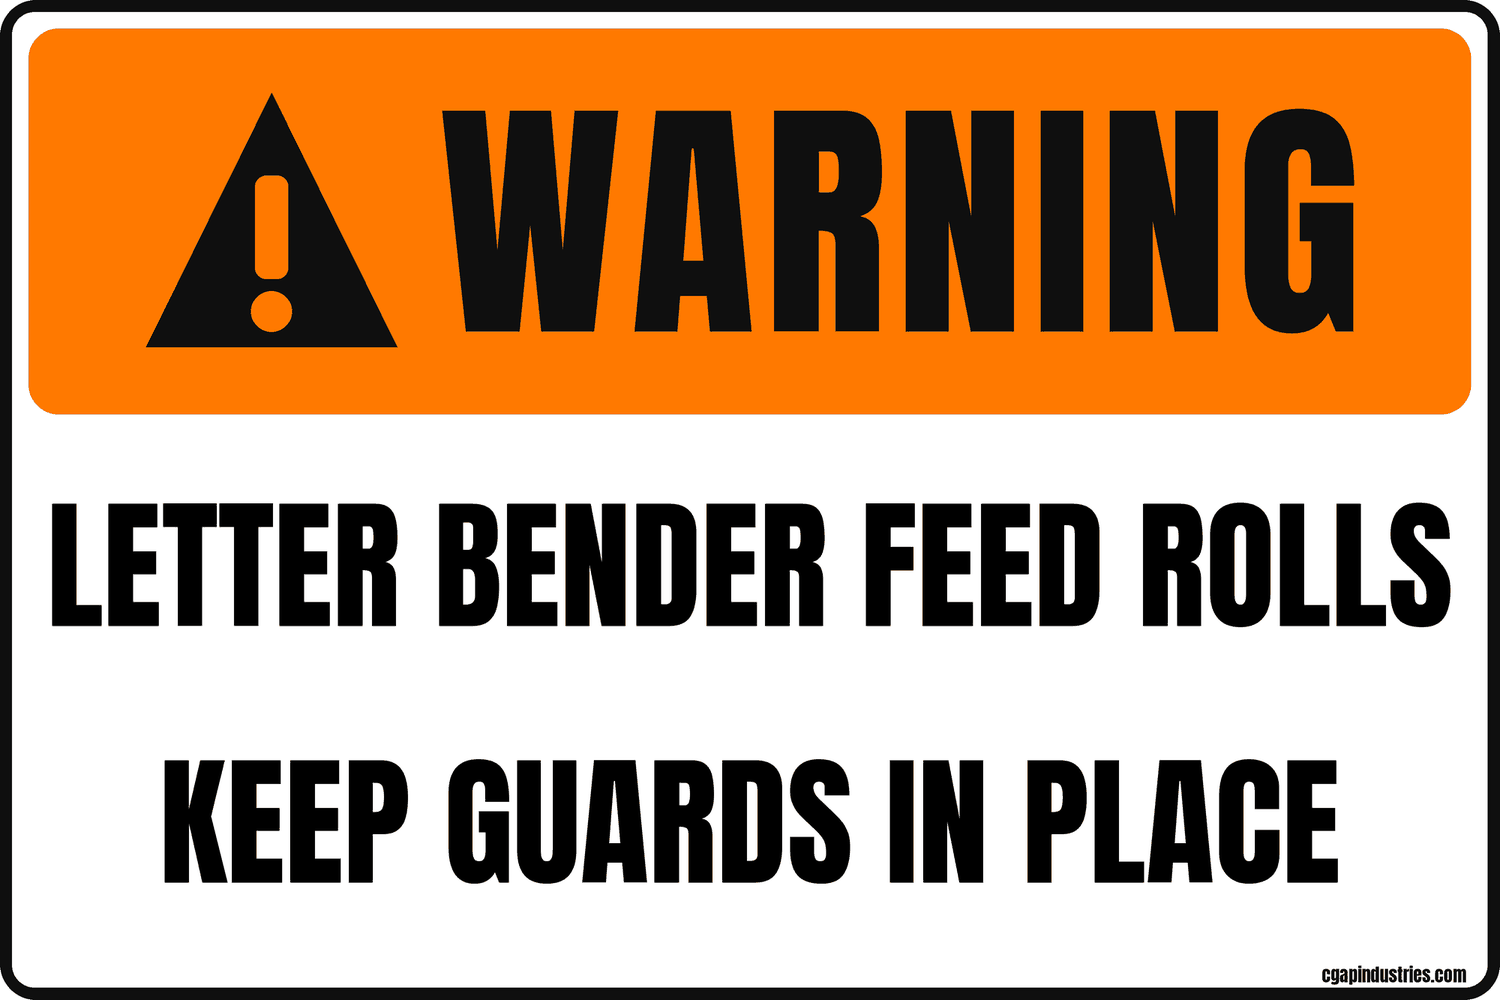 WARNING
LETTER BENDER FEED ROLLS
KEEP GUARDS IN PLACE
cgapindustries.com